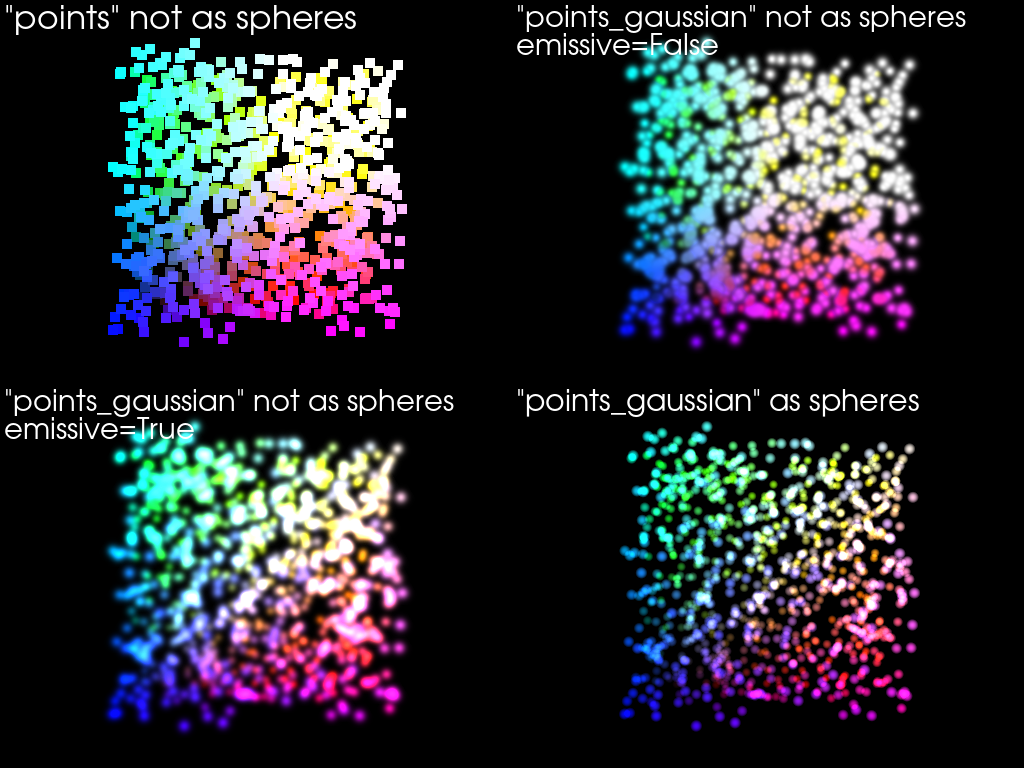 "points" not as spheres
"points_gaussian" not as spheres
emissive=False
"points_gaussian" not as spheres
emissive=True
"points_gaussian" as spheres